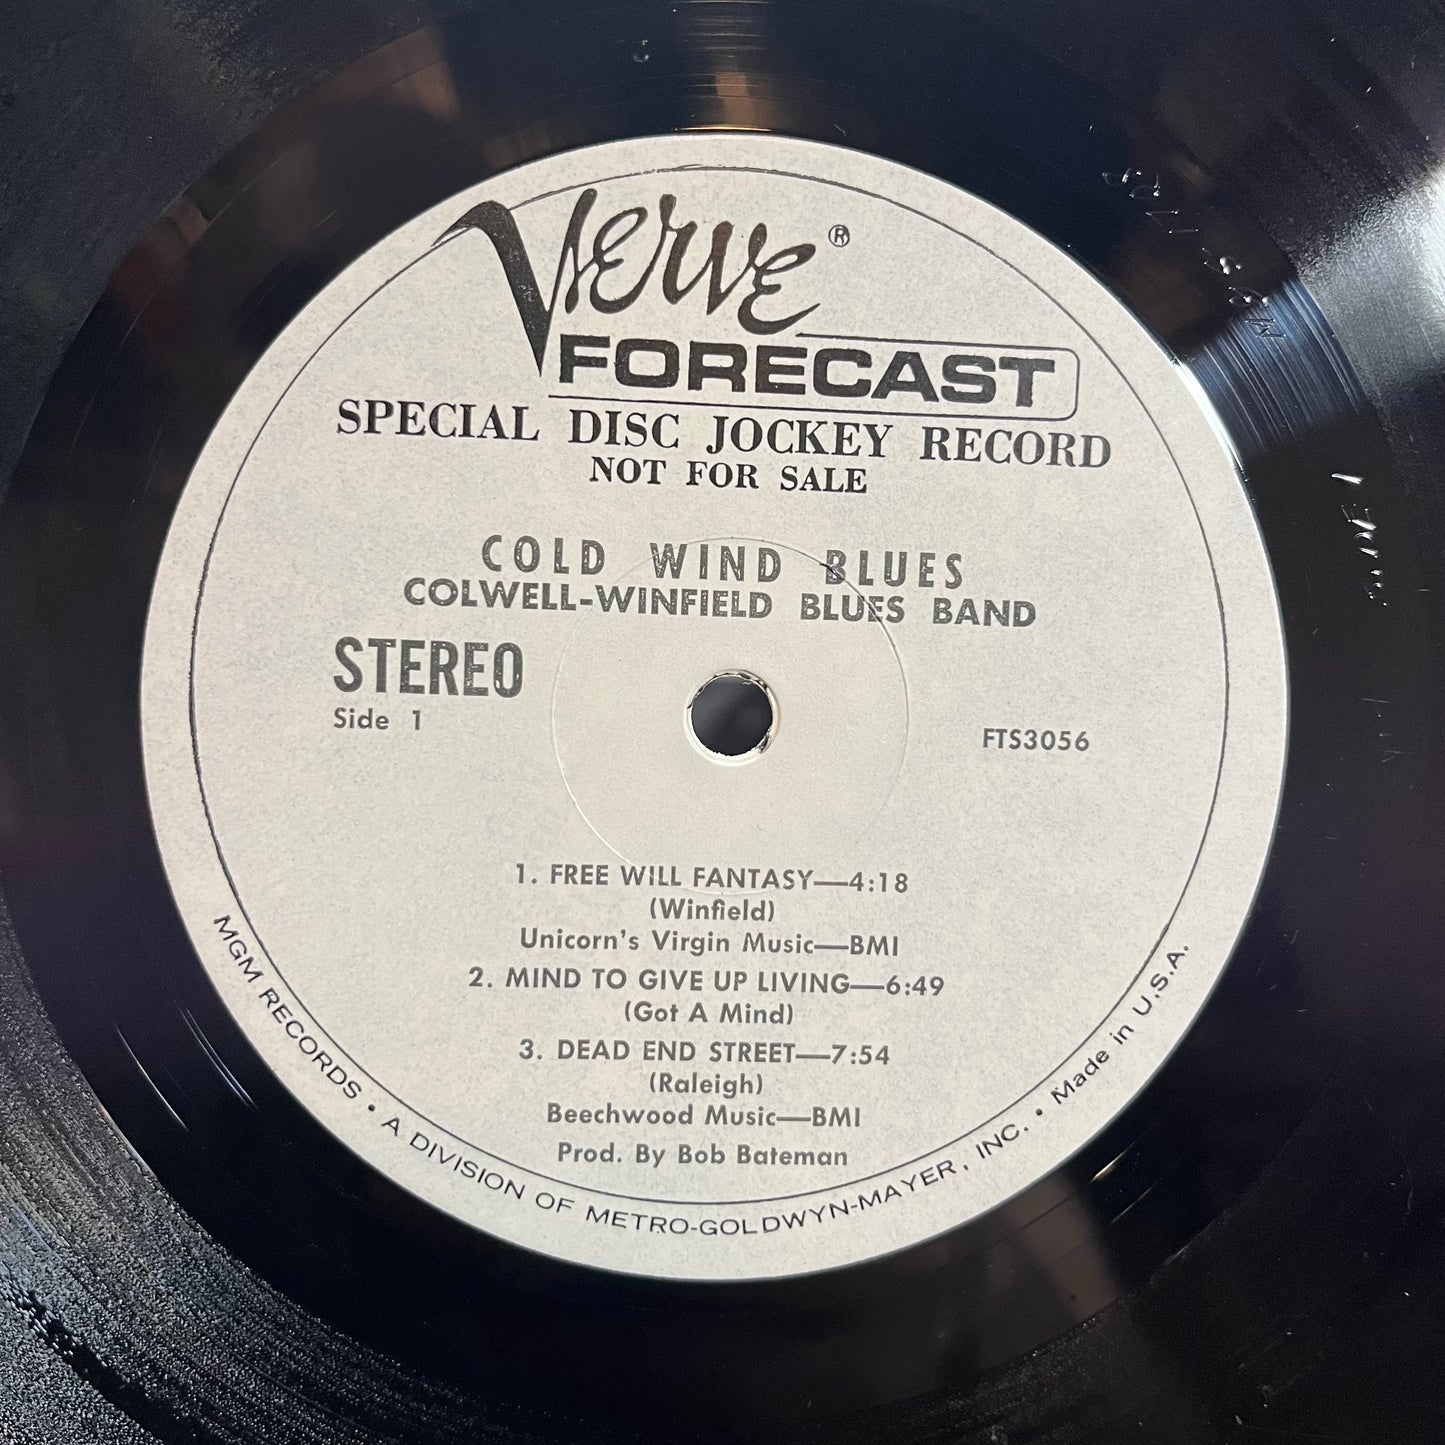 Verve®
FORECAST
SPECIAL DISC JOCKEY RECORD
NOT FOR SALE
COLD WIND BLUES
COLWELL-WINFIELD BLUES BAND
STEREO
Side 1
FTS3056
1. FREE WILL FANTASY—4:18
(Winfield)
Unicorn's Virgin Music—BMI
2. MIND TO GIVE UP LIVING—6:49
(Got A Mind)
3. DEAD END STREET—7:54
(Raleigh)
Beechwood Music—BMI
Prod. By Bob Bateman
MGM RECORDS • A DIVISION OF METRO-GOLDWYN-MAYER, INC. • Made in U.S.A.